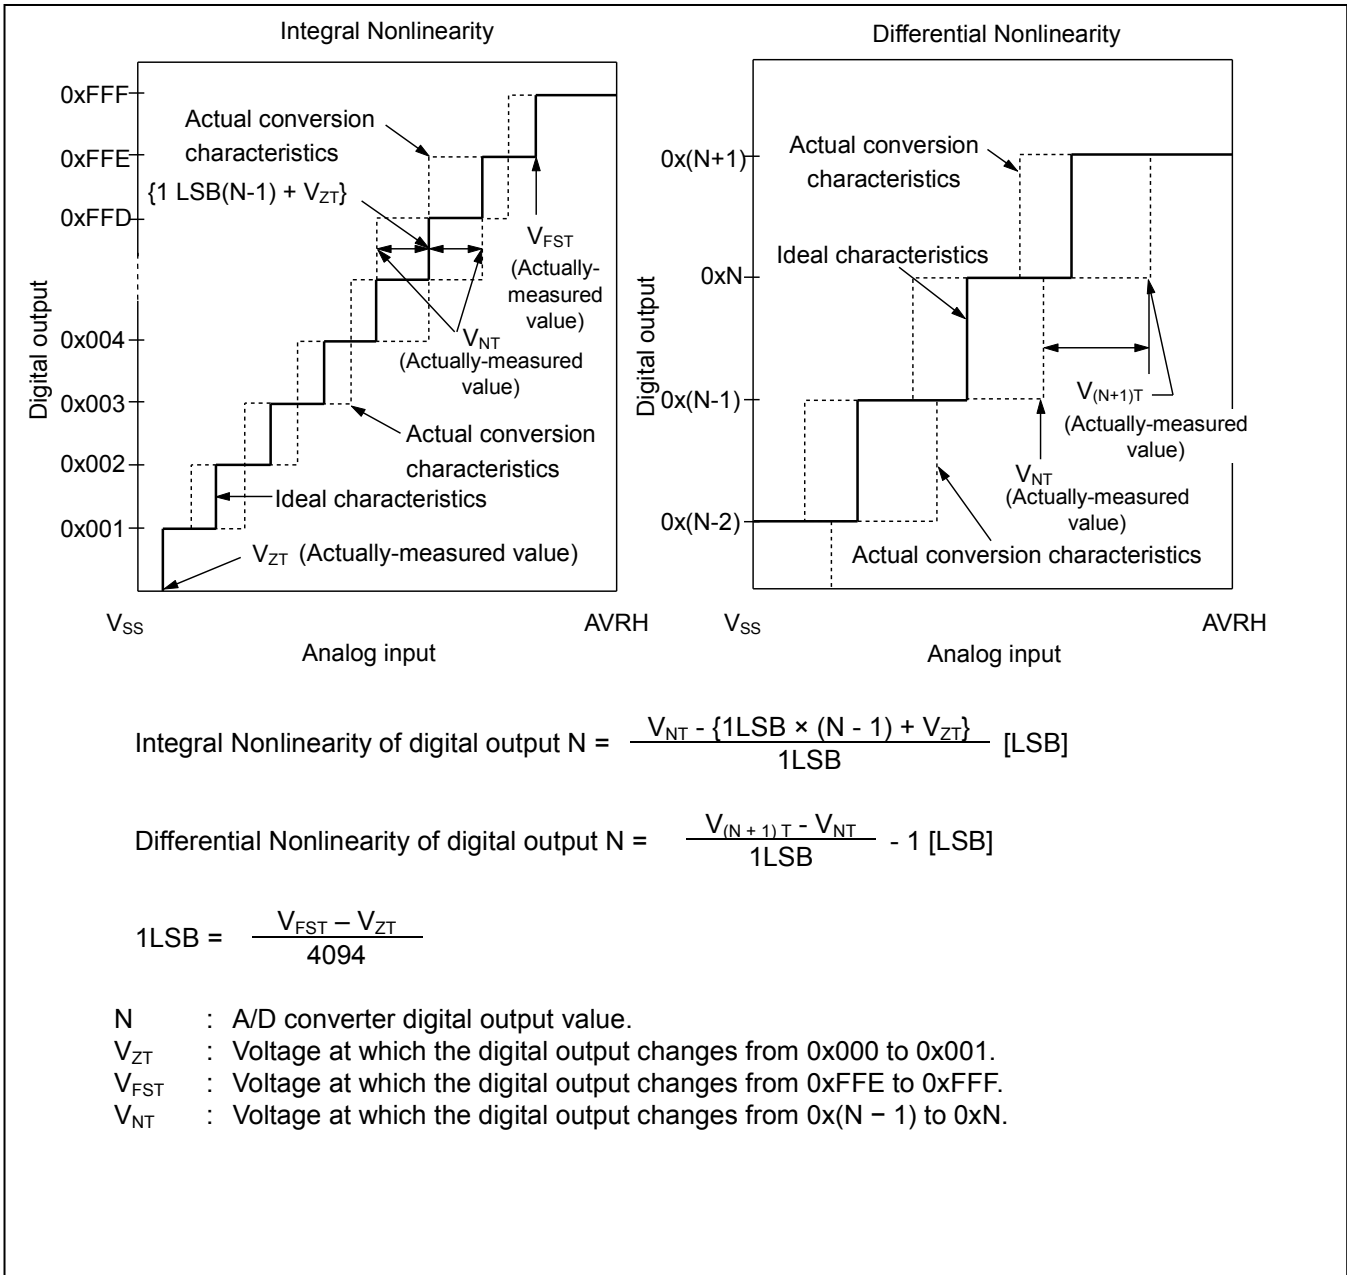 Integral Nonlinearity
0xFFF
0xFFE
0xFFD
0x004
0x003
0x002
0x001
Digital output
Actual conversion
characteristics
{1 LSB(N-1) + VZT}
VFST
(Actually-
measured
value)
VNT
(Actually-measured
value)
Actual conversion
characteristics
Ideal characteristics
VZT (Actually-measured value)
VSS
AVRH
Analog input
Differential Nonlinearity
0x(N+1)
0xN
0x(N-1)
0x(N-2)
Digital output
Actual conversion
characteristics
Ideal characteristics
V(N+1)T
(Actually-measured
value)
VNT
(Actually-measured
value)
Actual conversion characteristics
VSS
AVRH
Analog input
Integral Nonlinearity of digital output N = VNT - {1LSB × (N - 1) + VZT} / 1LSB [LSB]
Differential Nonlinearity of digital output N = V(N + 1) T - VNT / 1LSB - 1 [LSB]
1LSB = VFST – VZT / 4094
N : A/D converter digital output value.
VZT : Voltage at which the digital output changes from 0x000 to 0x001.
VFST : Voltage at which the digital output changes from 0xFFE to 0xFFF.
VNT : Voltage at which the digital output changes from 0x(N − 1) to 0xN.